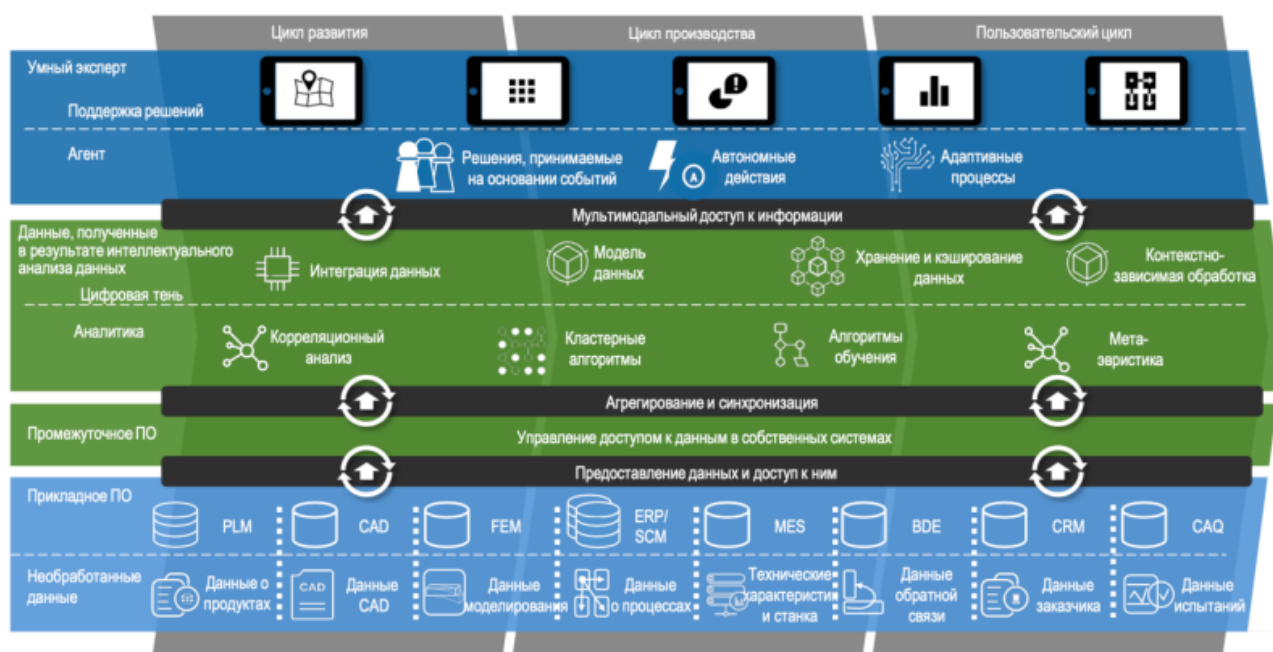 Цикл развития
Цикл производства
Пользовательский цикл
Умный эксперт
Поддержка решений
Агент
Решения, принимаемые
на основании событий
A
Автономные
действия
Адаптивные
процессы
Мультимодальный доступ к информации
Данные, полученные
в результате интеллектуального
анализа данных
Интеграция данных
Модель
данных
Хранение и кэширование
данных
Контекстно-
зависимая обработка
Цифровая тень
Аналитика
Корреляционный
анализ
Кластерные
алгоритмы
Алгоритмы
обучения
Мета-
эвристика
Агрегирование и синхронизация
Промежуточное ПО
Управление доступом к данным в собственных системах
Предоставление данных и доступ к ним
Прикладное ПО
PLM
CAD
FEM
ERP/
SCM
MES
BDE
CRM
CAQ
Необработанные
данные
Данные о
продуктах
CAD
Данные
CAD
Данные
моделирования
Данные
о процессах
Технические
характеристик
и станка
Данные
обратной
связи
Данные
заказчика
Данные
испытаний